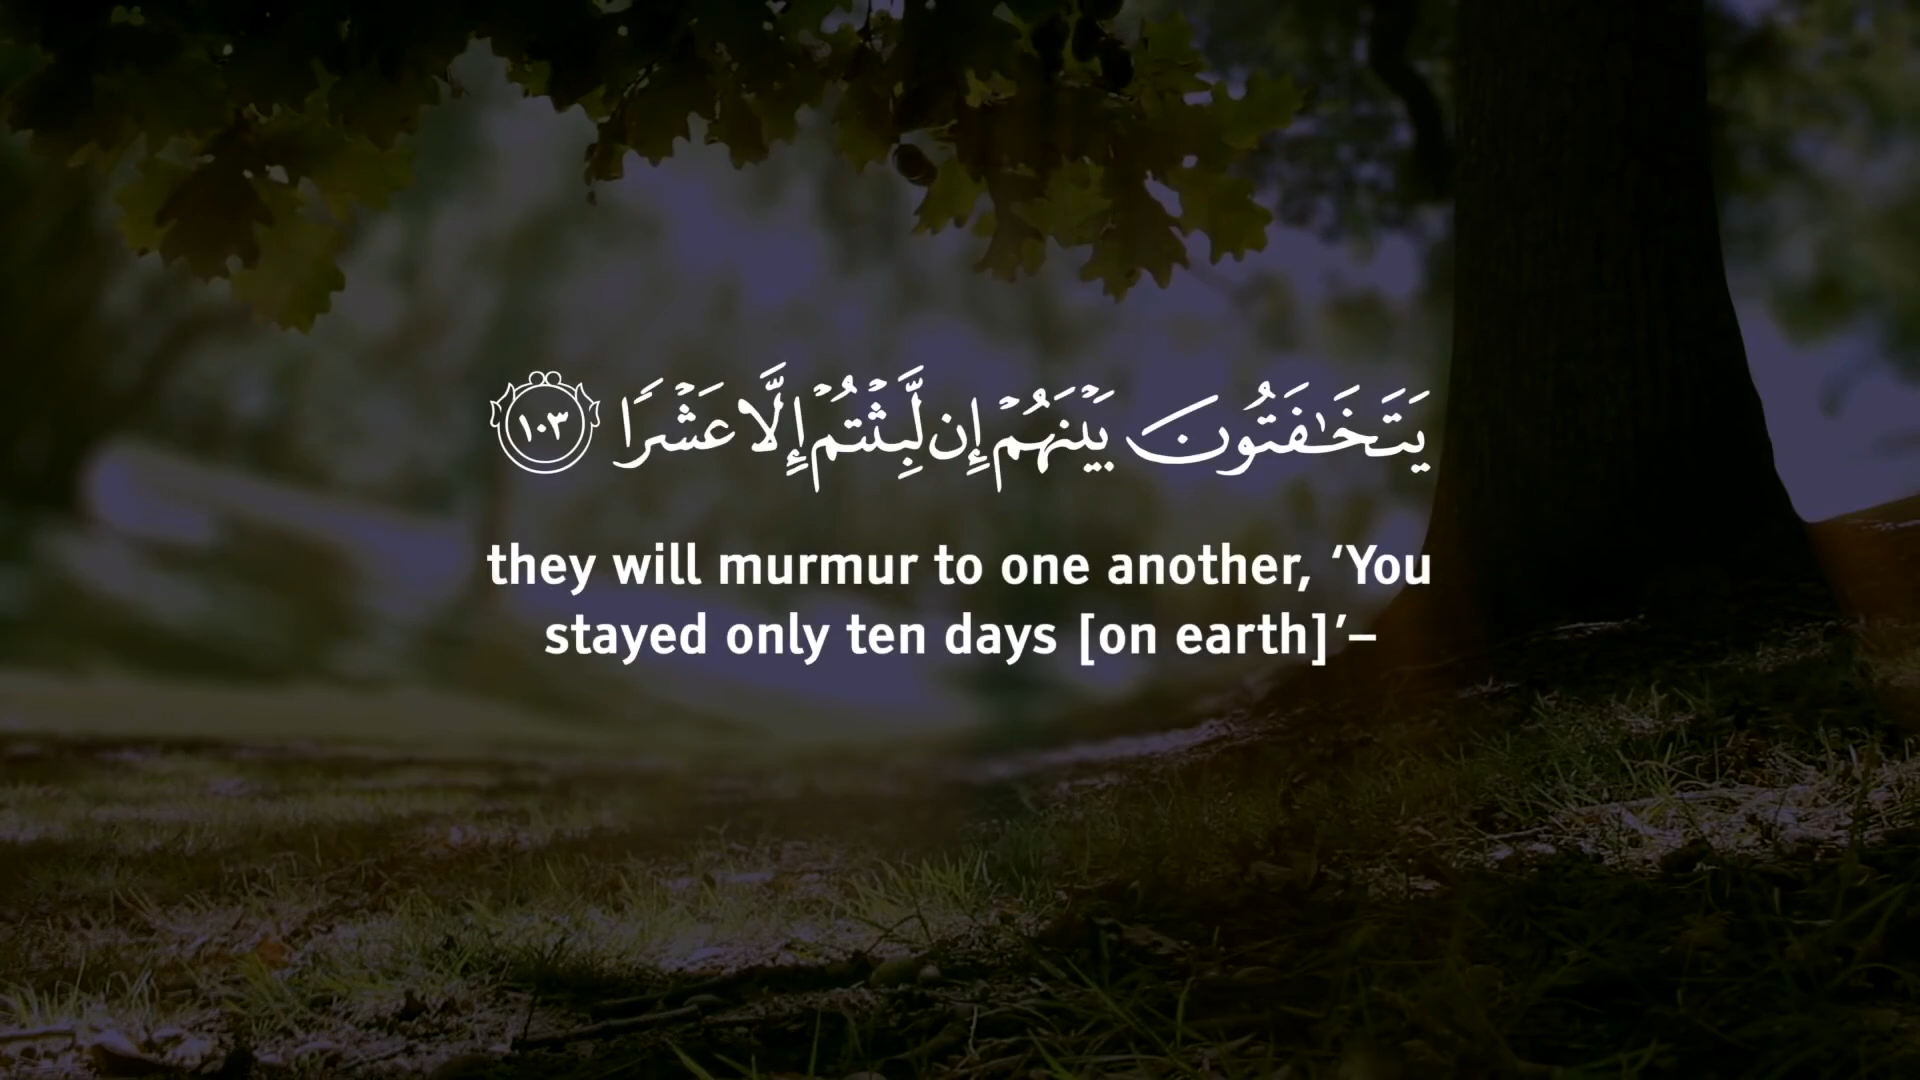 يَتَخَـٰفَتُونَ بَيْنَهُمْ إِن لَّبِثْتُمْ إِلَّا عَشْرًا ١٠٣
they will murmur to one another, ‘You
stayed only ten days [on earth]’–